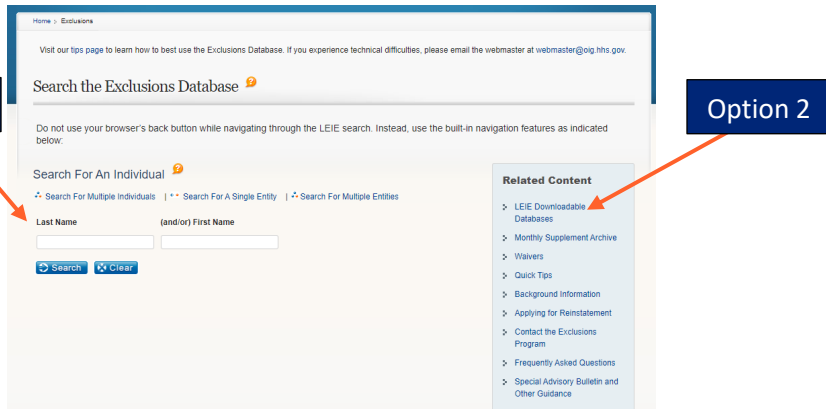 Home > Exclusions
Visit our tips page to learn how to best use the Exclusions Database. If you experience technical difficulties, please email the webmaster at webmaster@oig.hhs.gov.
Search the Exclusions Database
Option 2
Do not use your browser's back button while navigating through the LEIE search. Instead, use the built-in navigation features as indicated
below:
Search For An Individual
Search For Multiple Individuals | Search For A Single Entity | Search For Multiple Entities
Last Name (and/or) First Name
Search Clear
Related Content
LEIE Downloadable
Databases
Monthly Supplement Archive
Waivers
Quick Tips
Background Information
Applying for Reinstatement
Contact the Exclusions
Program
Frequently Asked Questions
Special Advisory Bulletin and
Other Guidance